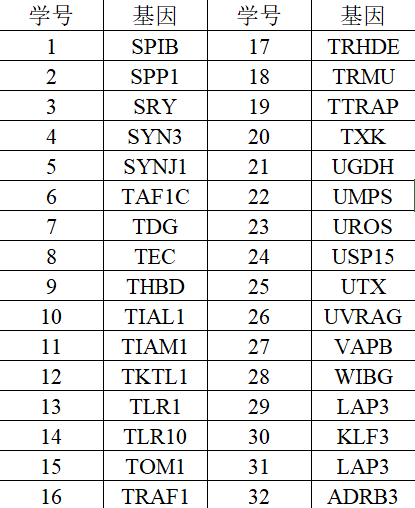 学号 基因 学号 基因
1 SPIB 17 TRHDE
2 SPP1 18 TRMU
3 SRY 19 TTRAP
4 SYN3 20 TXK
5 SYNJ1 21 UGDH
6 TAF1C 22 UMPS
7 TDG 23 UROS
8 TEC 24 USP15
9 THBD 25 UTX
10 TIAL1 26 UVRAG
11 TIAM1 27 VAPB
12 TKTL1 28 WIBG
13 TLR1 29 LAP3
14 TLR10 30 KLF3
15 TOM1 31 LAP3
16 TRAF1 32 ADRB3